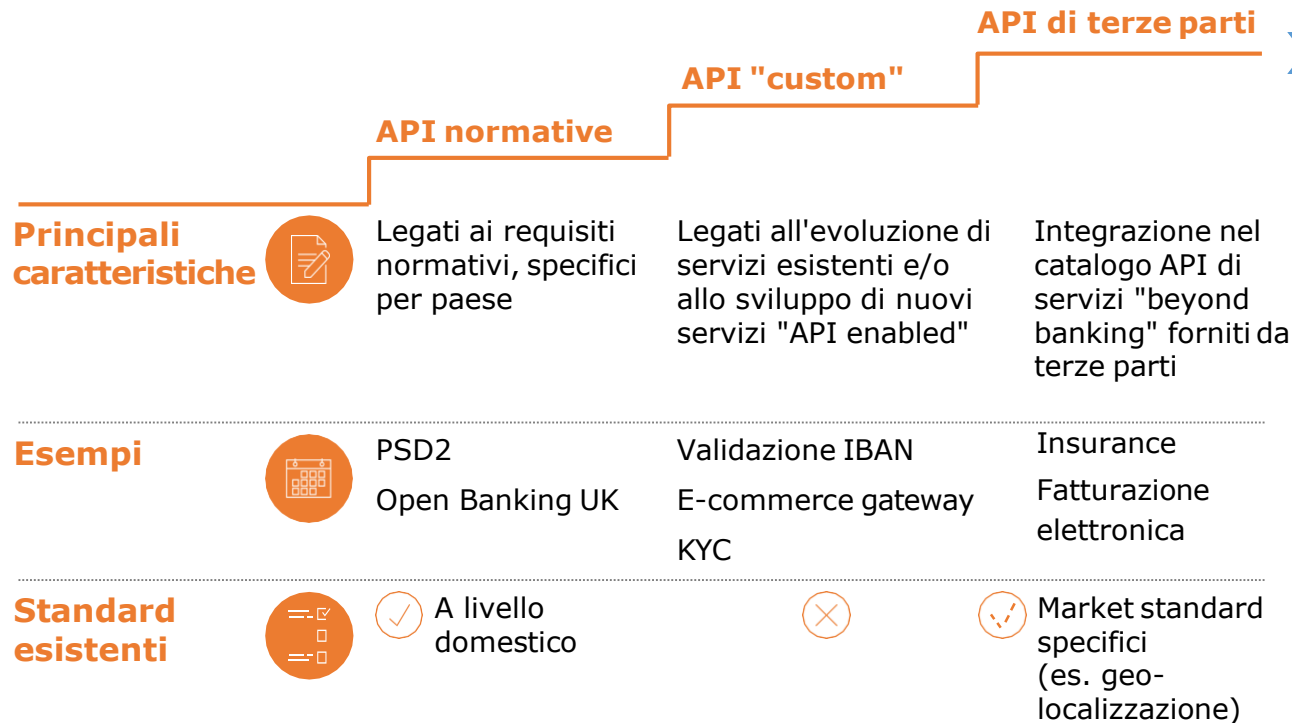 API di terze parti
API "custom"
API normative
Principali
caratteristiche
Legati ai requisiti
normativi, specifici
per paese
Legati all'evoluzione di
servizi esistenti e/o
allo sviluppo di nuovi
servizi "API enabled"
Integrazione nel
catalogo API di
servizi "beyond
banking" forniti da
terze parti
Esempi
PSD2
Open Banking UK
Validazione IBAN
E-commerce gateway
KYC
Insurance
Fatturazione
elettronica
Standard
esistenti
A livello
domestico
Market standard
specifici
(es. geo-
localizzazione)